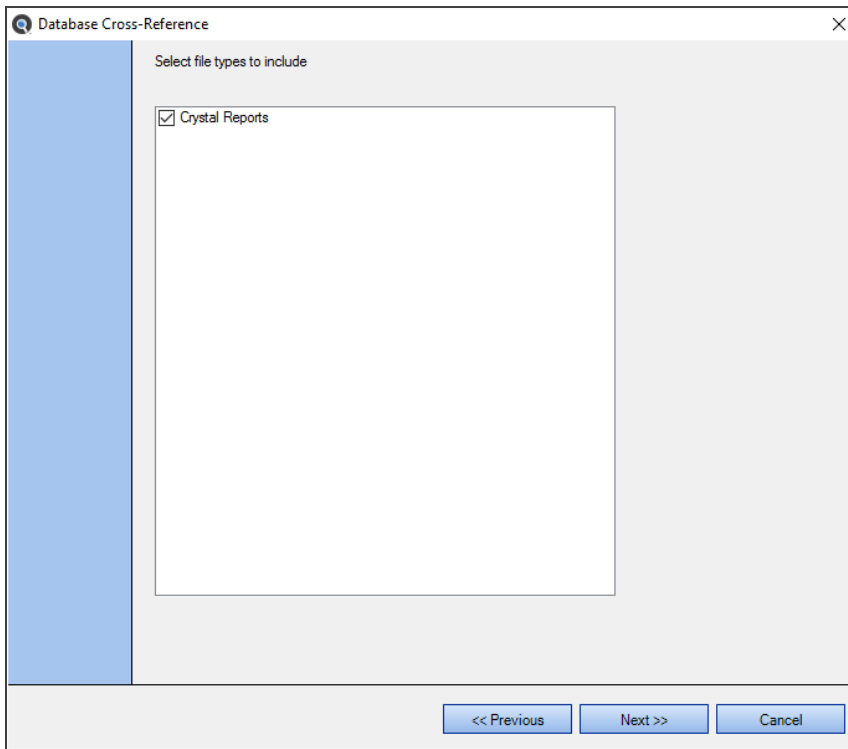 Database Cross-Reference
Select file types to include
Crystal Reports
<< Previous
Next >>
Cancel